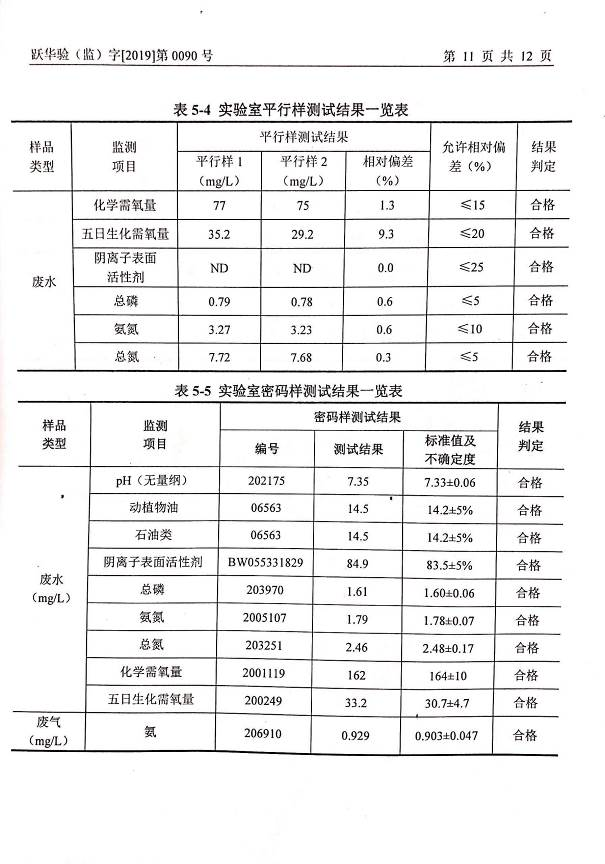 跃华验（监）字[2019]第 0090 号 第 11 页 共 12 页
表 5-4 实验室平行样测试结果一览表
样品类型 监测项目 平行样测试结果 允许相对偏差（%） 结果判定
平行样 1（mg/L） 平行样 2（mg/L） 相对偏差（%）
废水 化学需氧量 77 75 1.3 ≤15 合格
五日生化需氧量 35.2 29.2 9.3 ≤20 合格
阴离子表面活性剂 ND ND 0.0 ≤25 合格
总磷 0.79 0.78 0.6 ≤5 合格
氨氮 3.27 3.23 0.6 ≤10 合格
总氮 7.72 7.68 0.3 ≤5 合格
表 5-5 实验室密码样测试结果一览表
样品类型 监测项目 密码样测试结果 结果判定
编号 测试结果 标准值及不确定度
废水（mg/L） pH（无量纲） 202175 7.35 7.33±0.06 合格
动植物油 06563 14.5 14.2±5% 合格
石油类 06563 14.5 14.2±5% 合格
阴离子表面活性剂 BW055331829 84.9 83.5±5% 合格
总磷 203970 1.61 1.60±0.06 合格
氨氮 2005107 1.79 1.78±0.07 合格
总氮 203251 2.46 2.48±0.17 合格
化学需氧量 2001119 162 164±10 合格
五日生化需氧量 200249 33.2 30.7±4.7 合格
废气（mg/L） 氨 206910 0.929 0.903±0.047 合格